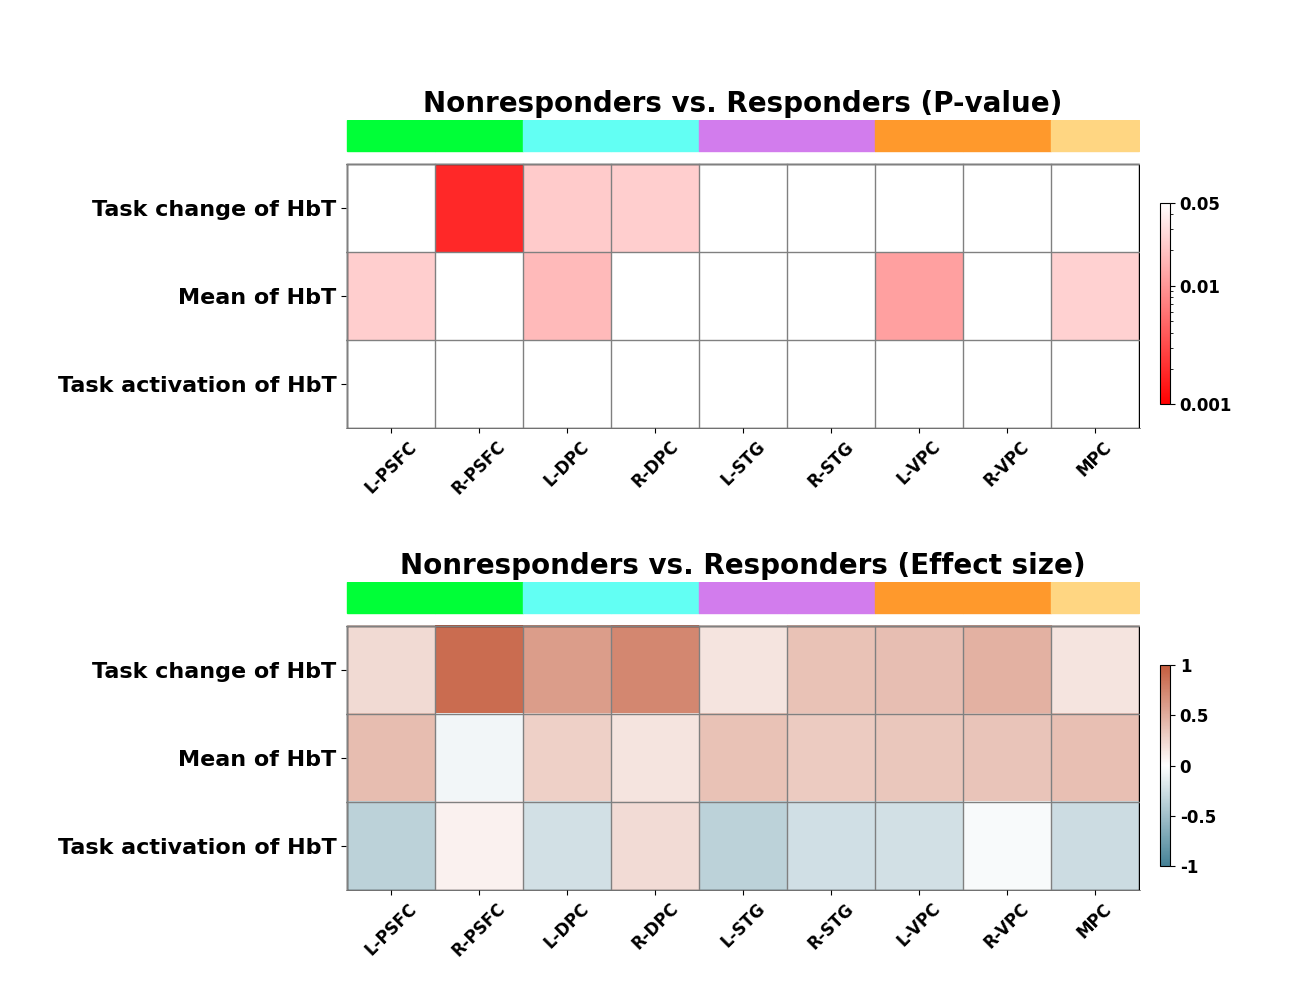 Nonresponders vs. Responders (P-value)
Task change of HbT
Mean of HbT
Task activation of HbT
0.05
0.01
0.001
L-PSFC
R-PSFC
L-DPC
R-DPC
L-STG
R-STG
L-VPC
R-VPC
MPC
Nonresponders vs. Responders (Effect size)
Task change of HbT
Mean of HbT
Task activation of HbT
1
0.5
0
-0.5
-1
L-PSFC
R-PSFC
L-DPC
R-DPC
L-STG
R-STG
L-VPC
R-VPC
MPC